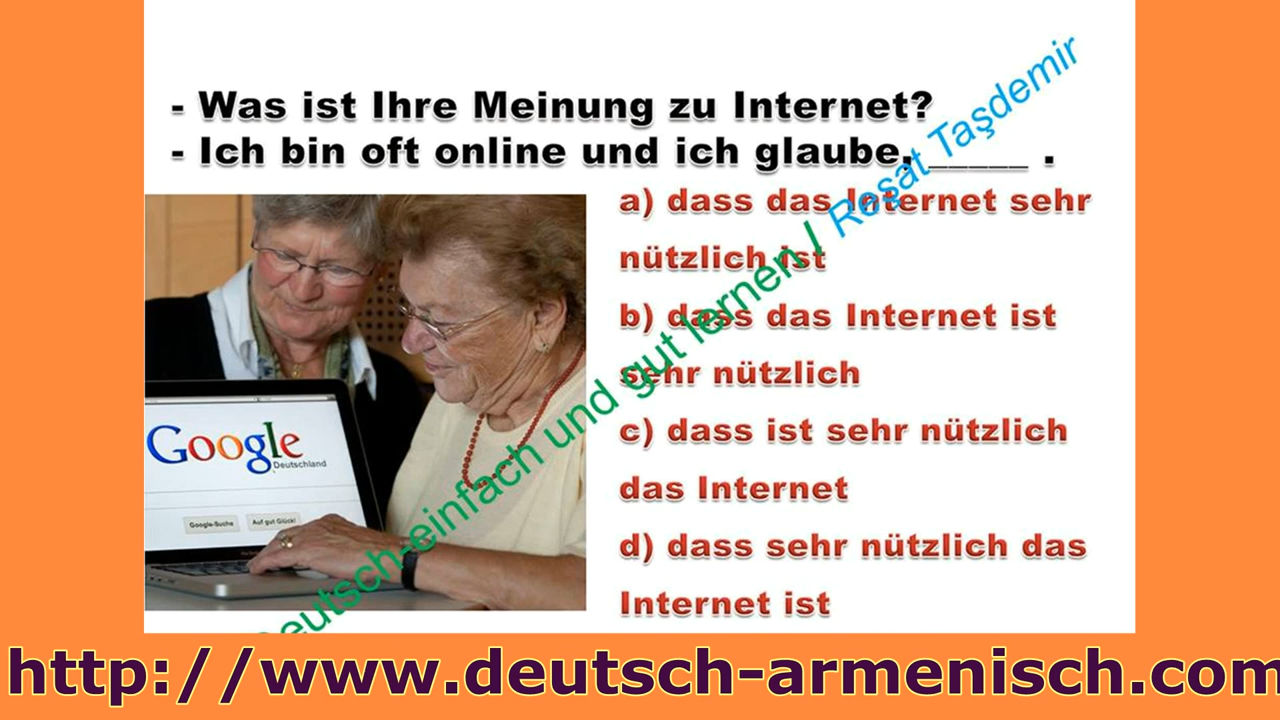 - Was ist Ihre Meinung zu Internet?
- Ich bin oft online und ich glaube, _____ .
a) dass das Internet sehr
nützlich ist
b) dass das Internet ist
sehr nützlich
c) dass ist sehr nützlich
das Internet
d) dass sehr nützlich das
Internet ist
Google
Deutschland
Google-Suche
Auf gut Glück!
Deutsch-einfach und gut lernen / Reşat Taşdemir
http://www.deutsch-armenisch.com